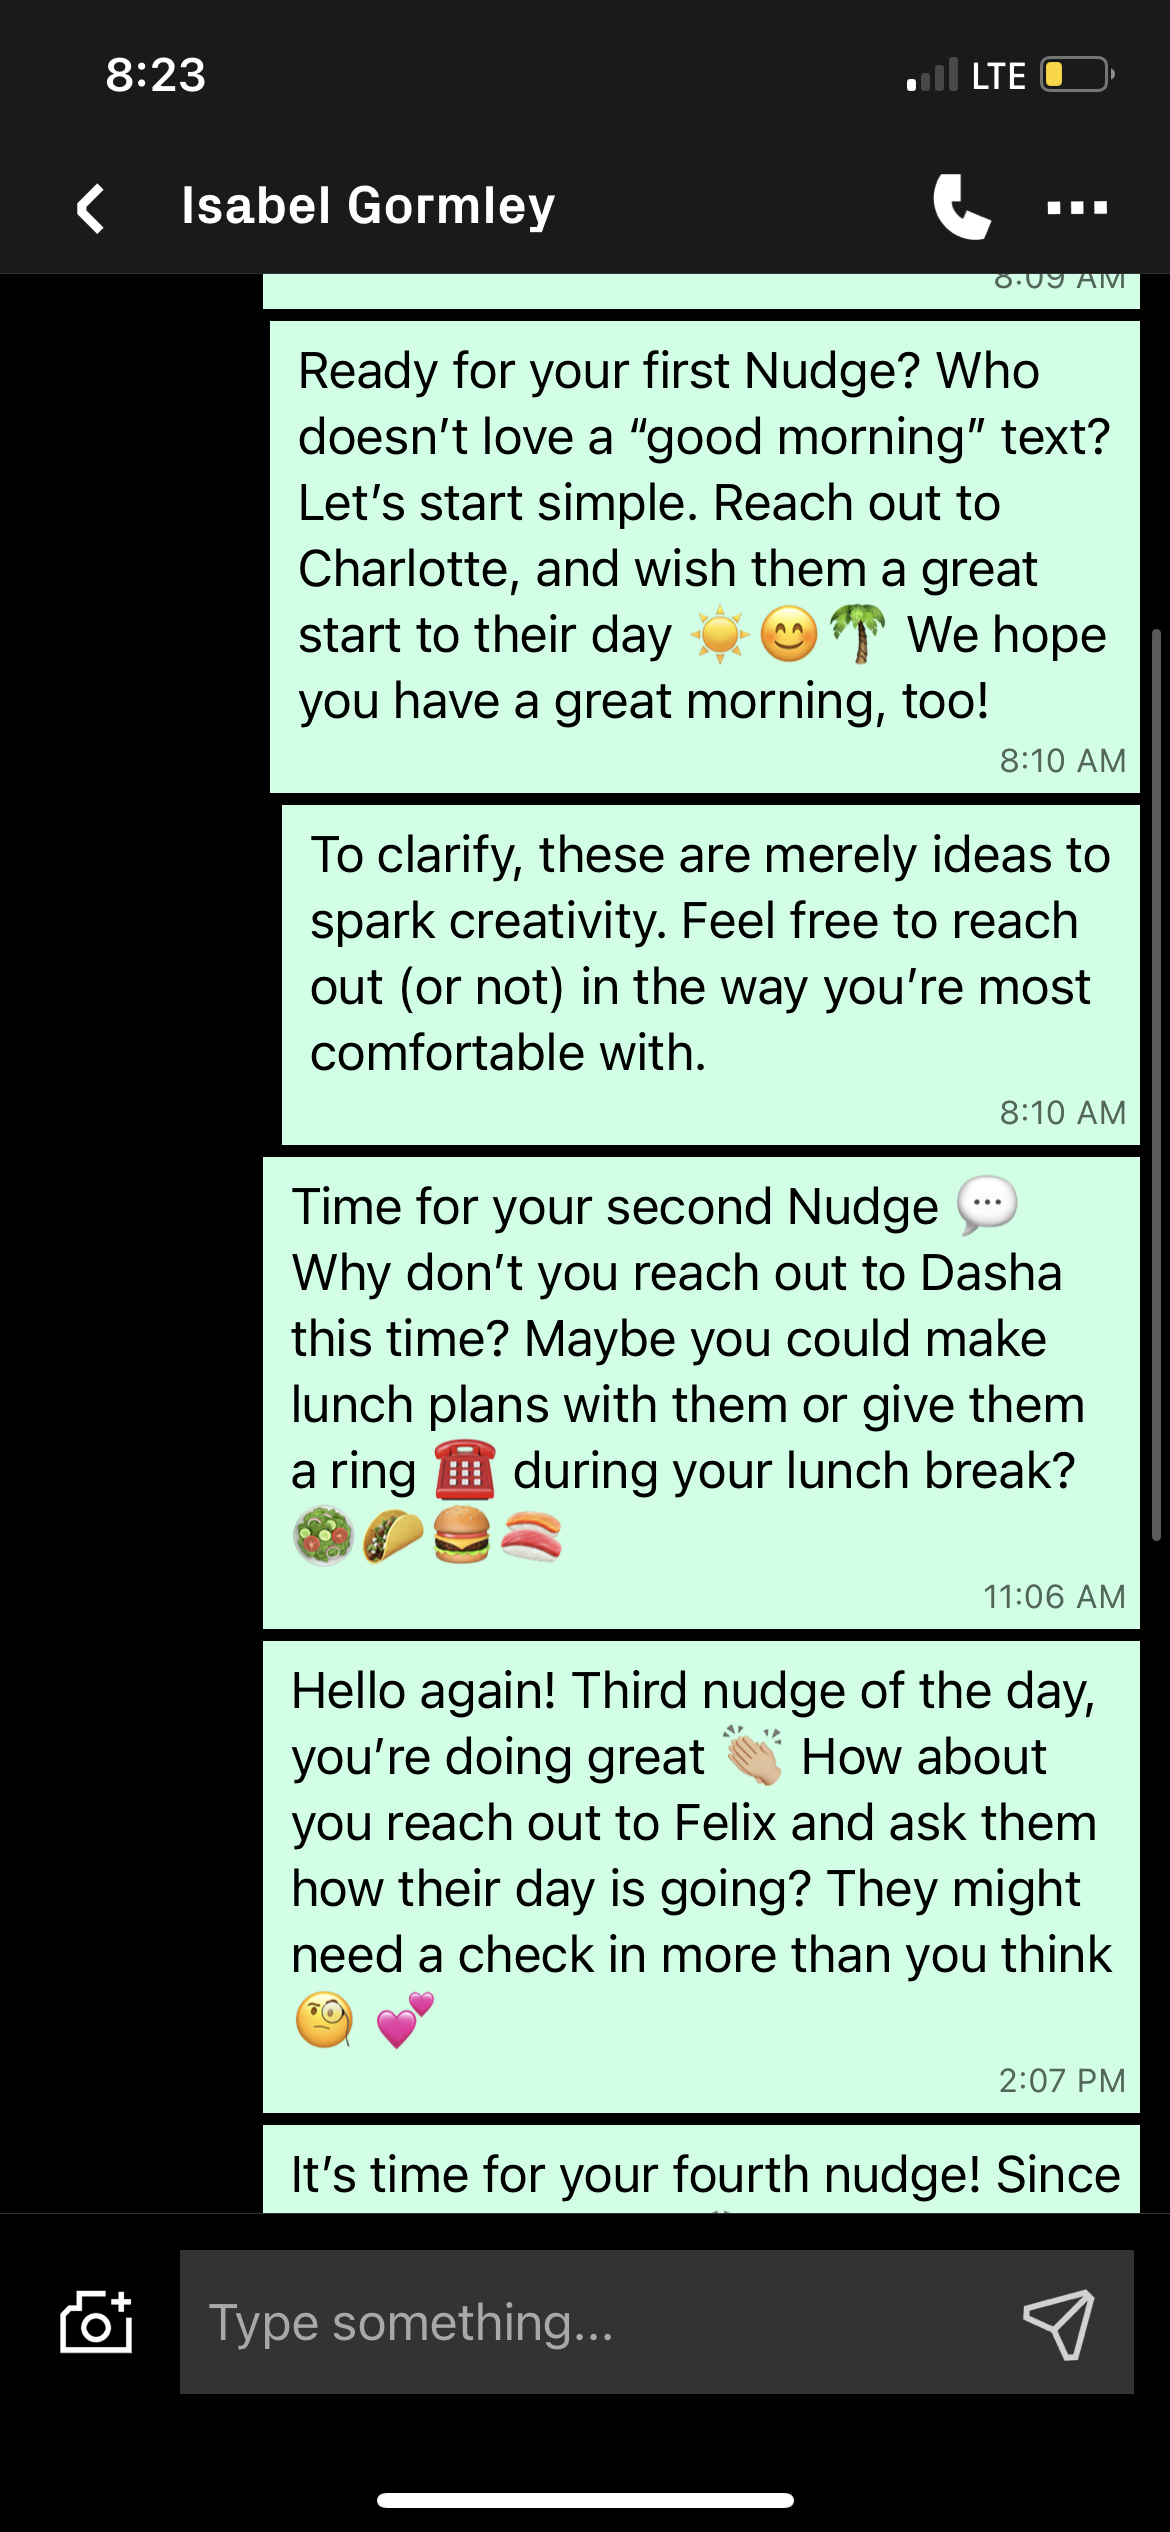 8:23
LTE
Isabel Gormley
8:09 AM
Ready for your first Nudge? Who
doesn’t love a “good morning” text?
Let’s start simple. Reach out to
Charlotte, and wish them a great
start to their day ☀️😊🌴 We hope
you have a great morning, too!
8:10 AM
To clarify, these are merely ideas to
spark creativity. Feel free to reach
out (or not) in the way you’re most
comfortable with.
8:10 AM
Time for your second Nudge 💬
Why don’t you reach out to Dasha
this time? Maybe you could make
lunch plans with them or give them
a ring ☎️ during your lunch break?
🥗🌮🍔🍣
11:06 AM
Hello again! Third nudge of the day,
you’re doing great 👏🏼 How about
you reach out to Felix and ask them
how their day is going? They might
need a check in more than you think
🧐 💕
2:07 PM
It’s time for your fourth nudge! Since
Type something...